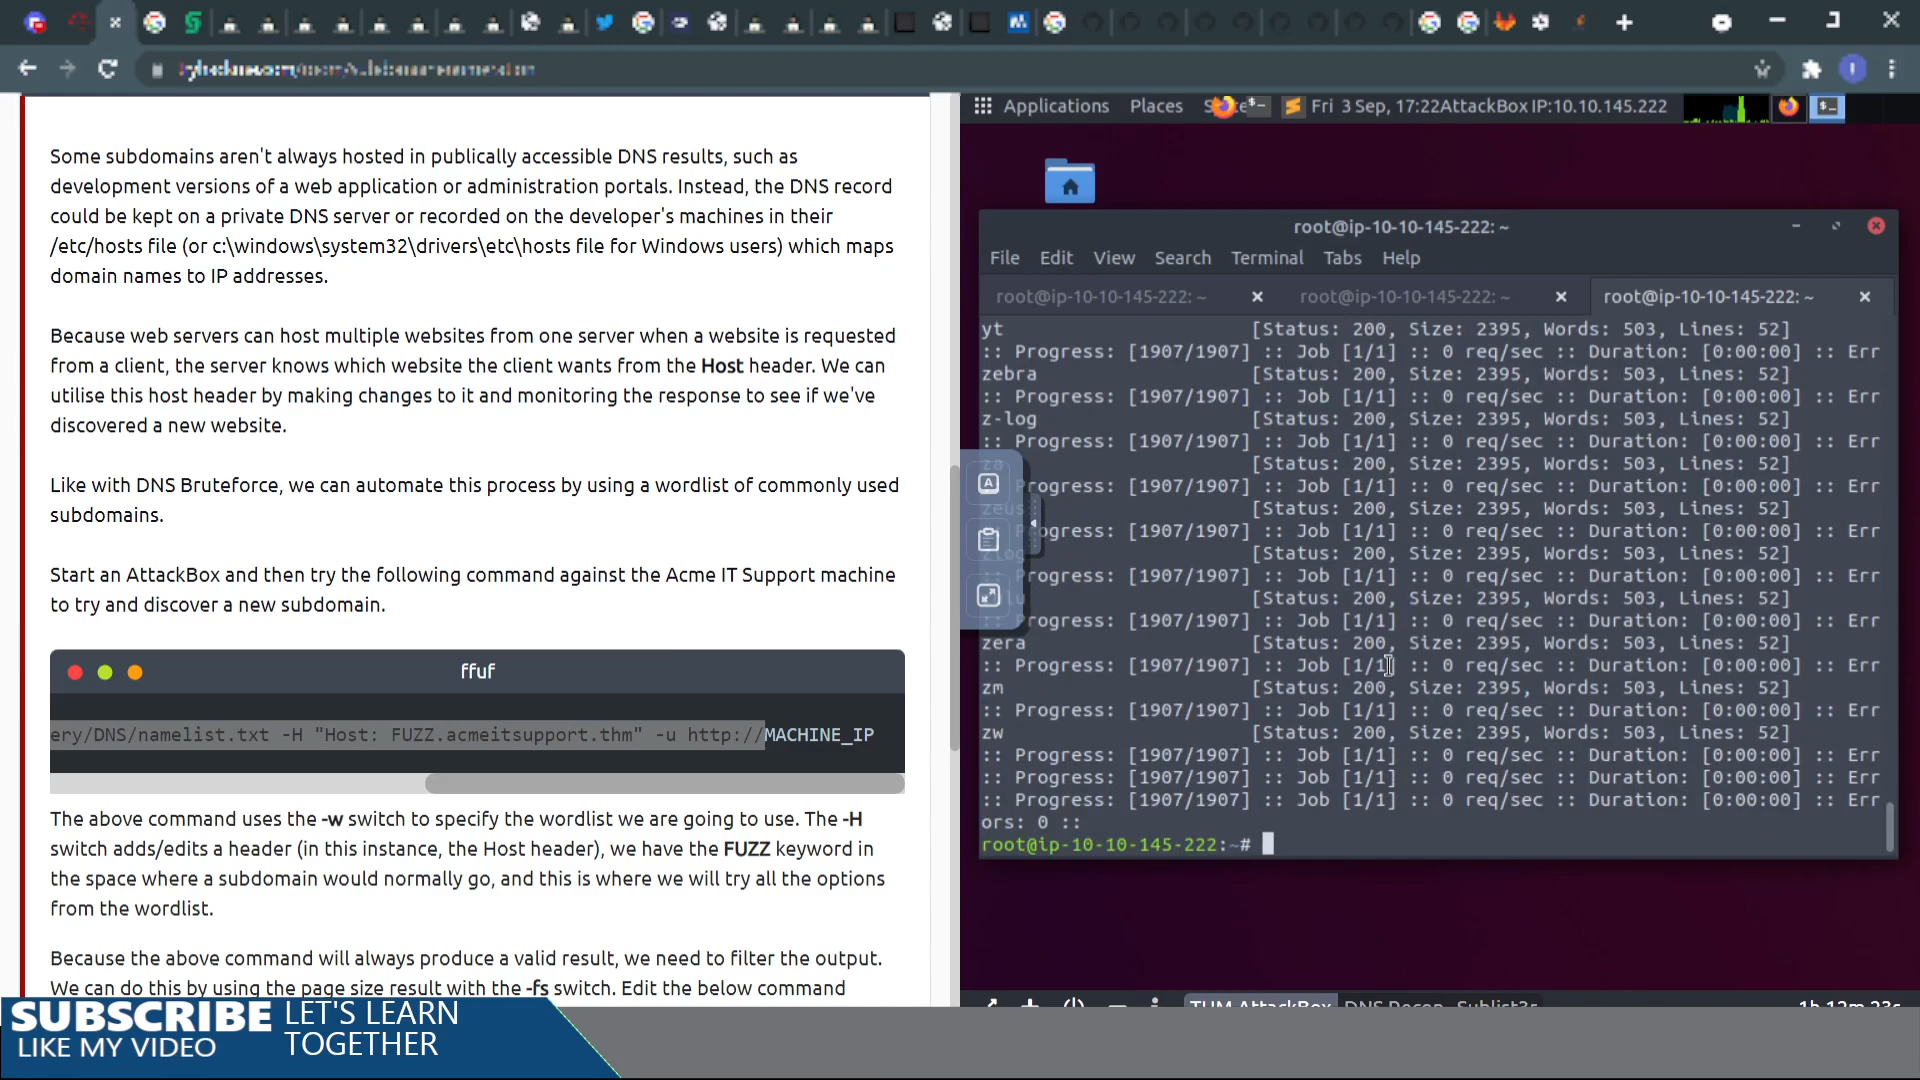 Applications Places Fri 3 Sep, 17:22 AttackBox IP:10.10.145.222
Some subdomains aren't always hosted in publically accessible DNS results, such as
development versions of a web application or administration portals. Instead, the DNS record
could be kept on a private DNS server or recorded on the developer's machines in their
/etc/hosts file (or c:\windows\system32\drivers\etc\hosts file for Windows users) which maps
domain names to IP addresses.
Because web servers can host multiple websites from one server when a website is requested
from a client, the server knows which website the client wants from the Host header. We can
utilise this host header by making changes to it and monitoring the response to see if we've
discovered a new website.
Like with DNS Bruteforce, we can automate this process by using a wordlist of commonly used
subdomains.
Start an AttackBox and then try the following command against the Acme IT Support machine
to try and discover a new subdomain.
ffuf
ery/DNS/namelist.txt -H "Host: FUZZ.acmeitsupport.thm" -u http://MACHINE_IP
The above command uses the -w switch to specify the wordlist we are going to use. The -H
switch adds/edits a header (in this instance, the Host header), we have the FUZZ keyword in
the space where a subdomain would normally go, and this is where we will try all the options
from the wordlist.
Because the above command will always produce a valid result, we need to filter the output.
We can do this by using the page size result with the -fs switch. Edit the below command
root@ip-10-10-145-222: ~
File Edit View Search Terminal Tabs Help
root@ip-10-10-145-222: ~ root@ip-10-10-145-222: ~ root@ip-10-10-145-222: ~
yt [Status: 200, Size: 2395, Words: 503, Lines: 52]
:: Progress: [1907/1907] :: Job [1/1] :: 0 req/sec :: Duration: [0:00:00] :: Err
zebra [Status: 200, Size: 2395, Words: 503, Lines: 52]
:: Progress: [1907/1907] :: Job [1/1] :: 0 req/sec :: Duration: [0:00:00] :: Err
z-log [Status: 200, Size: 2395, Words: 503, Lines: 52]
:: Progress: [1907/1907] :: Job [1/1] :: 0 req/sec :: Duration: [0:00:00] :: Err
za [Status: 200, Size: 2395, Words: 503, Lines: 52]
Progress: [1907/1907] :: Job [1/1] :: 0 req/sec :: Duration: [0:00:00] :: Err
zeus [Status: 200, Size: 2395, Words: 503, Lines: 52]
Progress: [1907/1907] :: Job [1/1] :: 0 req/sec :: Duration: [0:00:00] :: Err
zlog [Status: 200, Size: 2395, Words: 503, Lines: 52]
Progress: [1907/1907] :: Job [1/1] :: 0 req/sec :: Duration: [0:00:00] :: Err
[Status: 200, Size: 2395, Words: 503, Lines: 52]
:: Progress: [1907/1907] :: Job [1/1] :: 0 req/sec :: Duration: [0:00:00] :: Err
zera [Status: 200, Size: 2395, Words: 503, Lines: 52]
:: Progress: [1907/1907] :: Job [1/1] :: 0 req/sec :: Duration: [0:00:00] :: Err
zm [Status: 200, Size: 2395, Words: 503, Lines: 52]
:: Progress: [1907/1907] :: Job [1/1] :: 0 req/sec :: Duration: [0:00:00] :: Err
zw [Status: 200, Size: 2395, Words: 503, Lines: 52]
:: Progress: [1907/1907] :: Job [1/1] :: 0 req/sec :: Duration: [0:00:00] :: Err
:: Progress: [1907/1907] :: Job [1/1] :: 0 req/sec :: Duration: [0:00:00] :: Err
:: Progress: [1907/1907] :: Job [1/1] :: 0 req/sec :: Duration: [0:00:00] :: Err
ors: 0 ::
root@ip-10-10-145-222:~#
THM AttackBox DNS Recon Sublist3r 1h 12m 23s
SUBSCRIBE LET'S LEARN
LIKE MY VIDEO TOGETHER